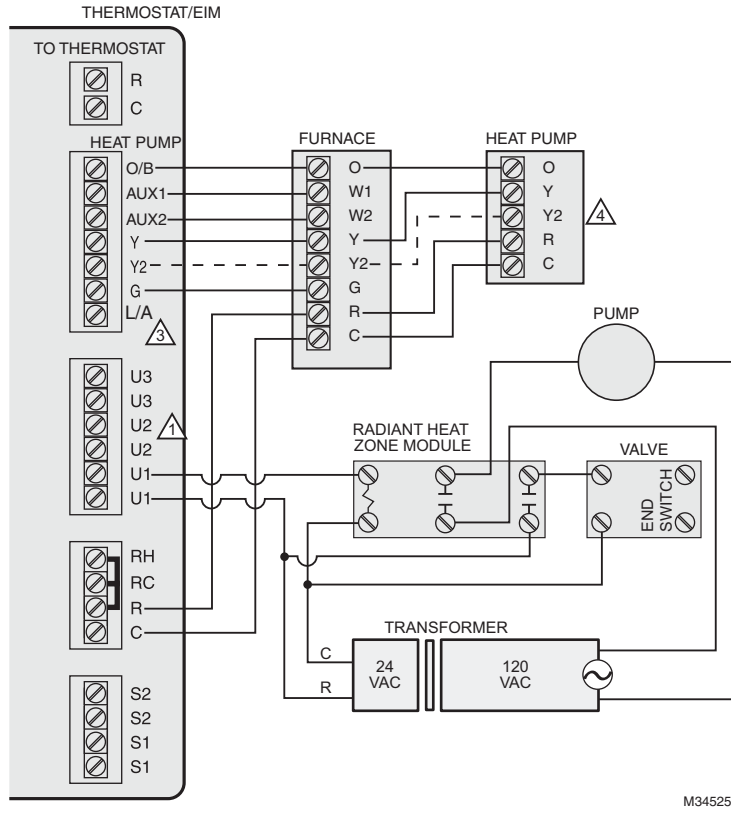 THERMOSTAT/EIM
TO THERMOSTAT
R
C
HEAT PUMP
O/B
AUX1
AUX2
Y
Y2
G
L/A
3
FURNACE
O
W1
W2
Y
Y2
G
R
C
HEAT PUMP
O
Y
Y2
R
C
4
PUMP
U3
U3
U2
U2
U1
U1
1
RADIANT HEAT
ZONE MODULE
VALVE
END
SWITCH
RH
RC
R
C
TRANSFORMER
C
R
24
VAC
120
VAC
S2
S2
S1
S1
M34525